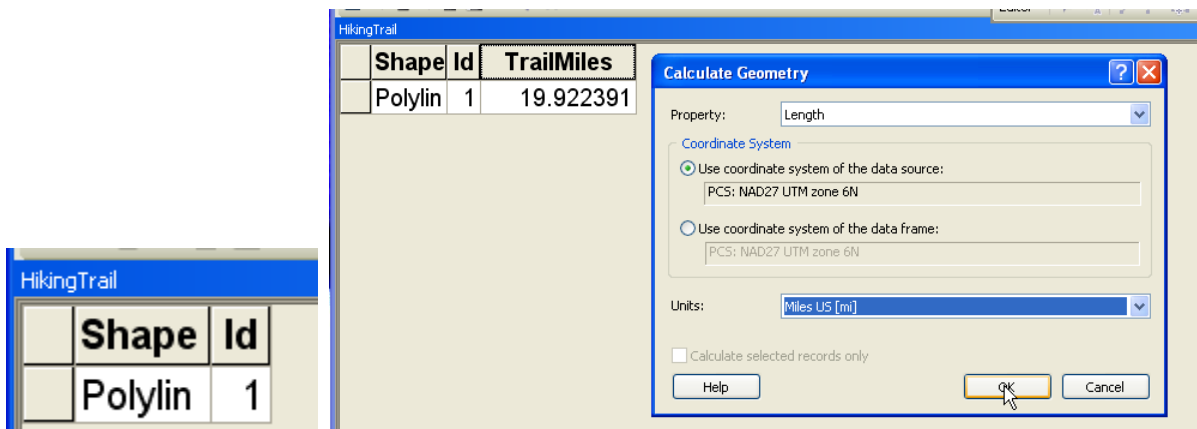 HikingTrail
Shape Id
Polylin 1
Editor
HikingTrail
Shape Id TrailMiles
Polylin 1 19.922391
Calculate Geometry
Property: Length
Coordinate System
Use coordinate system of the data source:
PCS: NAD27 UTM zone 6N
Use coordinate system of the data frame:
PCS: NAD27 UTM zone 6N
Units: Miles US [mi]
Calculate selected records only
Help OK Cancel